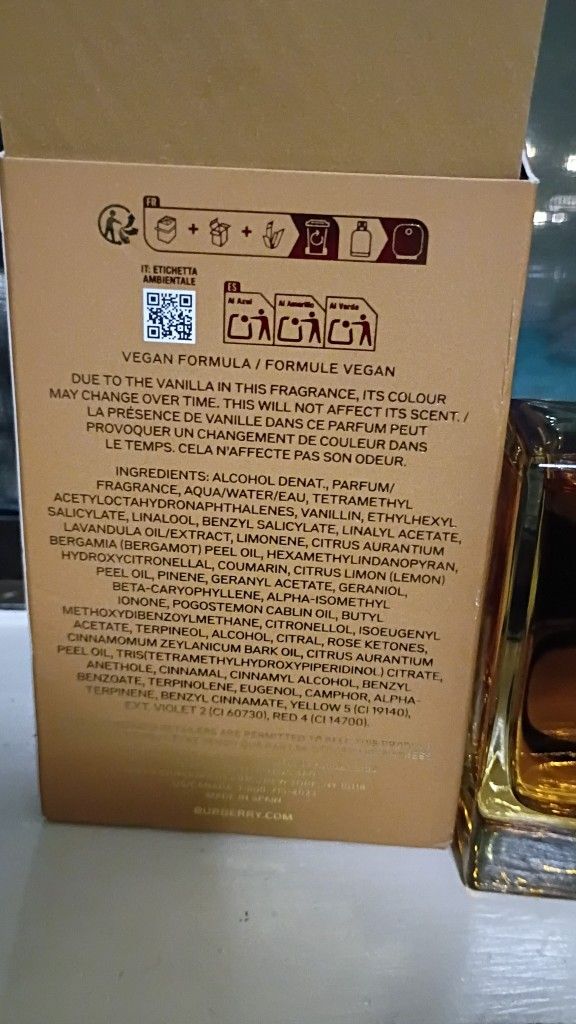 FR
IT: ETICHETTA
AMBIENTALE
ES
Al Azul Al Amarillo Al Verde
VEGAN FORMULA / FORMULE VEGAN
DUE TO THE VANILLA IN THIS FRAGRANCE, ITS COLOUR
MAY CHANGE OVER TIME. THIS WILL NOT AFFECT ITS SCENT. /
LA PRÉSENCE DE VANILLE DANS CE PARFUM PEUT
PROVOQUER UN CHANGEMENT DE COULEUR DANS
LE TEMPS. CELA N'AFFECTE PAS SON ODEUR.
INGREDIENTS: ALCOHOL DENAT., PARFUM/
FRAGRANCE, AQUA/WATER/EAU, TETRAMETHYL
ACETYLOCTAHYDRONAPHTHALENES, VANILLIN, ETHYLHEXYL
SALICYLATE, LINALOOL, BENZYL SALICYLATE, LINALYL ACETATE,
LAVANDULA OIL/EXTRACT, LIMONENE, CITRUS AURANTIUM
BERGAMIA (BERGAMOT) PEEL OIL, HEXAMETHYLINDANOPYRAN,
HYDROXYCITRONELLAL, COUMARIN, CITRUS LIMON (LEMON)
PEEL OIL, PINENE, GERANYL ACETATE, GERANIOL,
BETA-CARYOPHYLLENE, ALPHA-ISOMETHYL
IONONE, POGOSTEMON CABLIN OIL, BUTYL
METHOXYDIBENZOYLMETHANE, CITRONELLOL, ISOEUGENYL
ACETATE, TERPINEOL, ALCOHOL, CITRAL, ROSE KETONES,
CINNAMOMUM ZEYLANICUM BARK OIL, CITRUS AURANTIUM
PEEL OIL, TRIS(TETRAMETHYLHYDROXYPIPERIDINOL) CITRATE,
ANETHOLE, CINNAMAL, CINNAMYL ALCOHOL, BENZYL
BENZOATE, TERPINOLENE, EUGENOL, CAMPHOR, ALPHA-
TERPINENE, BENZYL CINNAMATE, YELLOW 5 (CI 19140),
EXT. VIOLET 2 (CI 60730), RED 4 (CI 14700).
ARE PERMITTED TO
MADE IN SPAIN
BURBERRY.COM